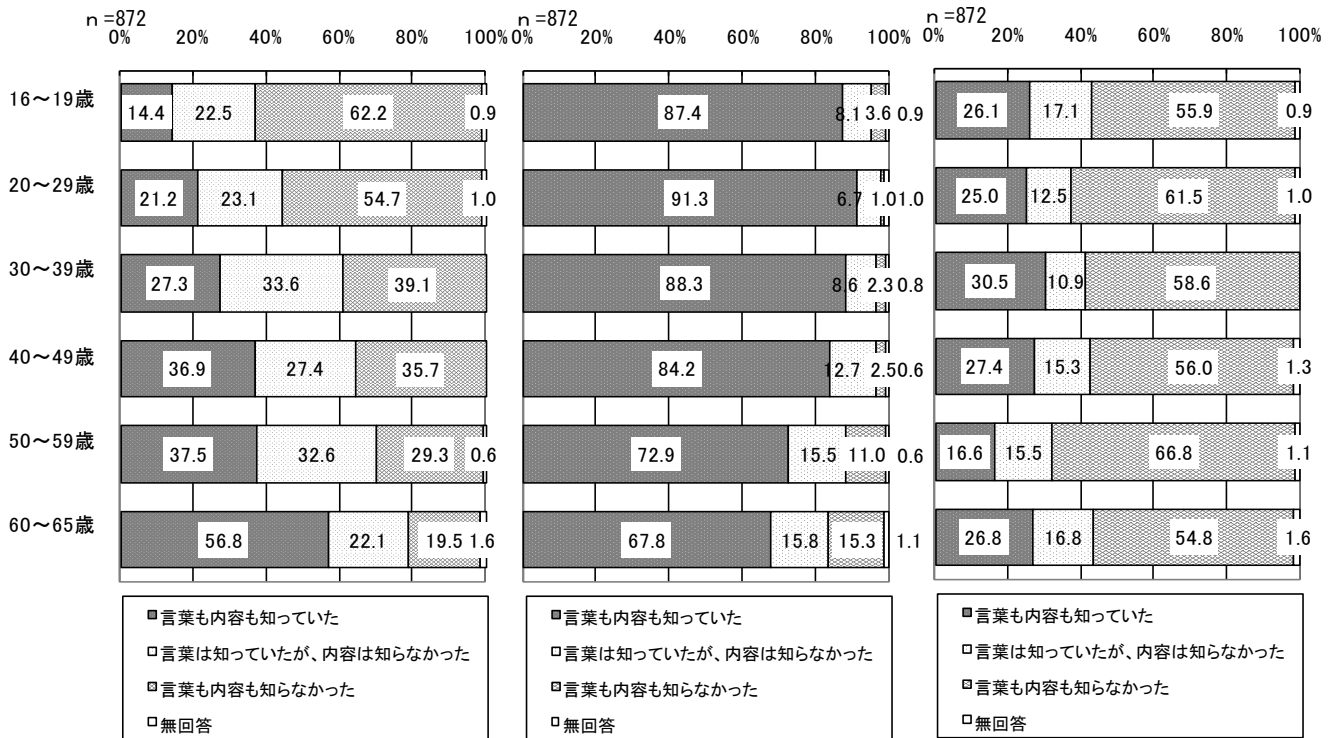 n =872
0% 20% 40% 60% 80% 100%
n =872
0% 20% 40% 60% 80% 100%
n =872
0% 20% 40% 60% 80% 100%
16～19歳
14.4 22.5 62.2 0.9
87.4 8.1 3.6 0.9
26.1 17.1 55.9 0.9
20～29歳
21.2 23.1 54.7 1.0
91.3 6.7 1.0 1.0
25.0 12.5 61.5 1.0
30～39歳
27.3 33.6 39.1
88.3 8.6 2.3 0.8
30.5 10.9 58.6
40～49歳
36.9 27.4 35.7
84.2 12.7 2.5 0.6
27.4 15.3 56.0 1.3
50～59歳
37.5 32.6 29.3 0.6
72.9 15.5 11.0 0.6
16.6 15.5 66.8 1.1
60～65歳
56.8 22.1 19.5 1.6
67.8 15.8 15.3 1.1
26.8 16.8 54.8 1.6
言葉も内容も知っていた
言葉は知っていたが、内容は知らなかった
言葉も内容も知らなかった
無回答
言葉も内容も知っていた
言葉は知っていたが、内容は知らなかった
言葉も内容も知らなかった
無回答
言葉も内容も知っていた
言葉は知っていたが、内容は知らなかった
言葉も内容も知らなかった
無回答